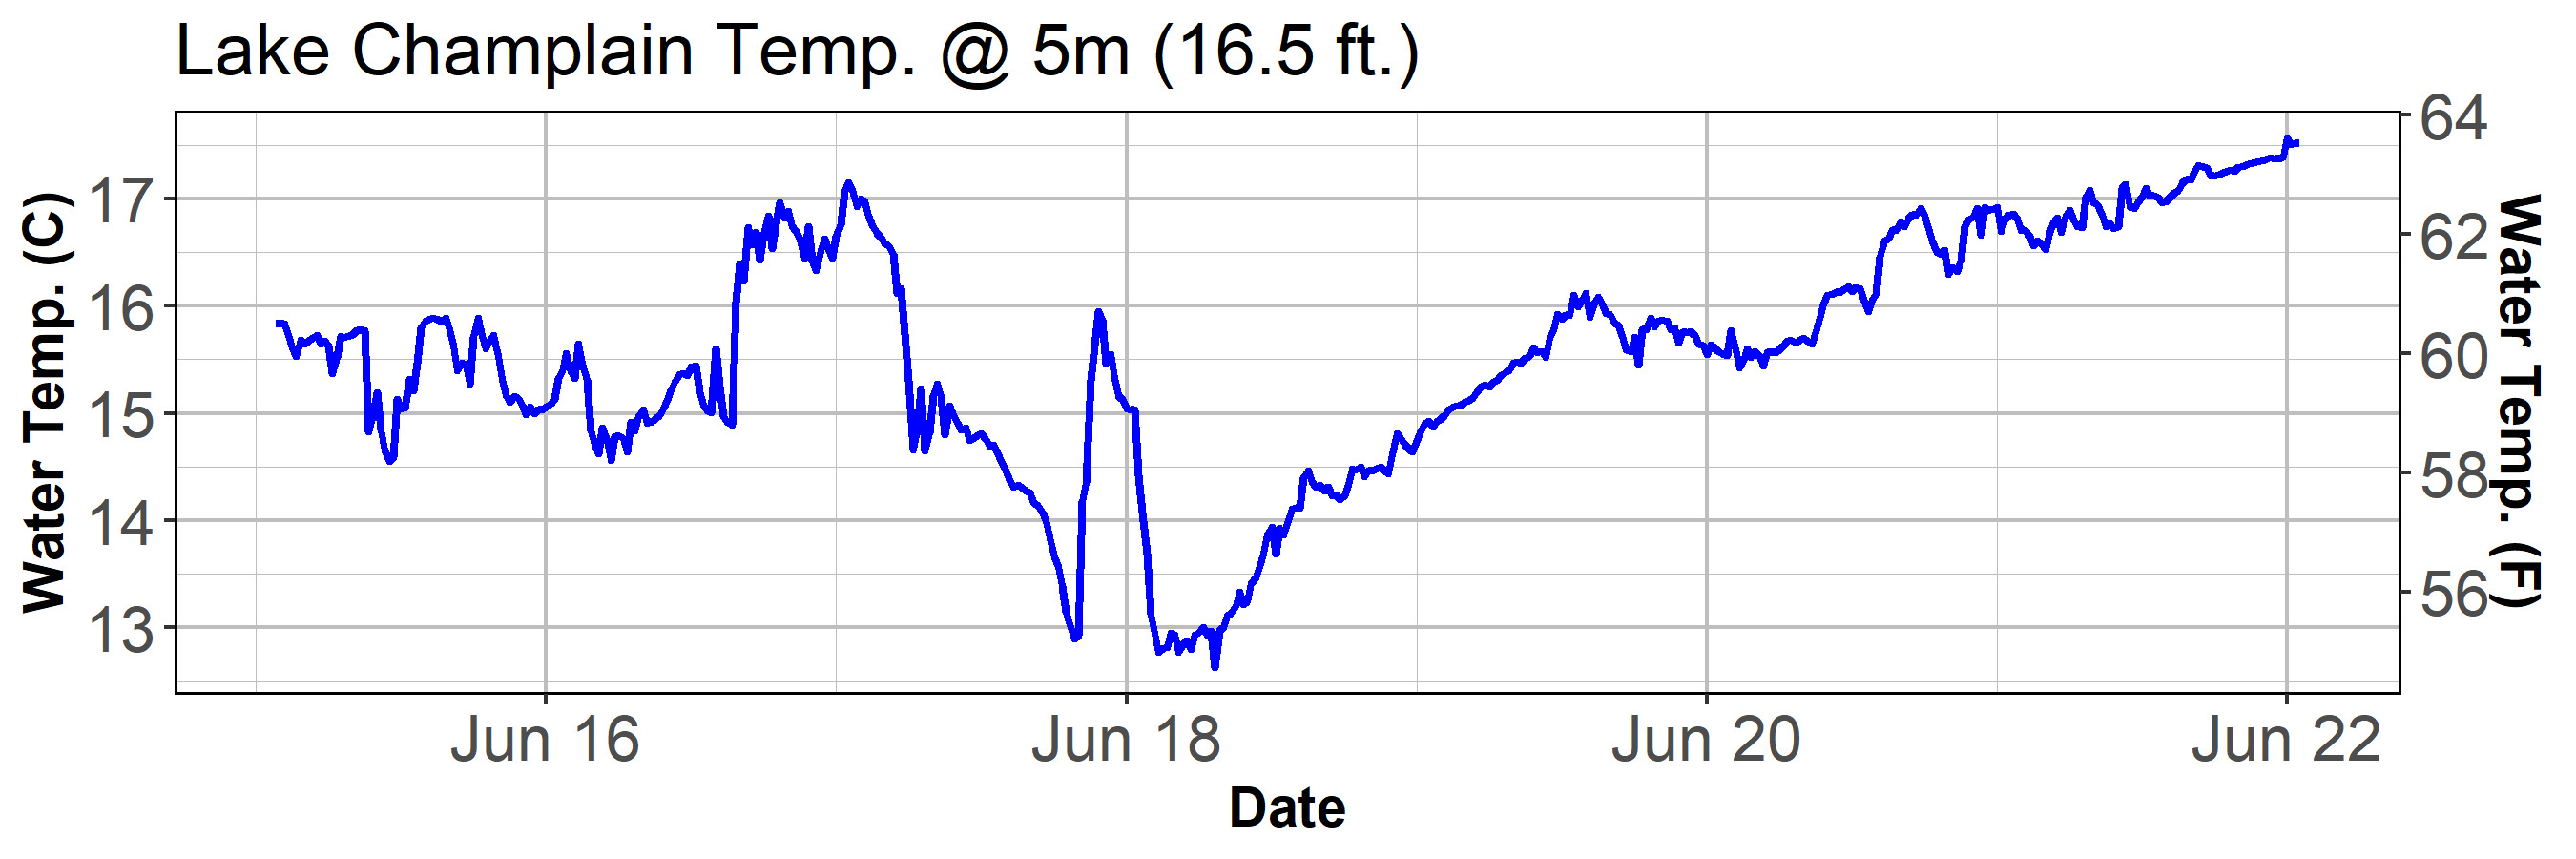 Lake Champlain Temp. @ 5m (16.5 ft.)
Water Temp. (C)
17
16
15
14
13
64
62
60
58
56
Water Temp. (F)
Jun 16
Jun 18
Jun 20
Jun 22
Date